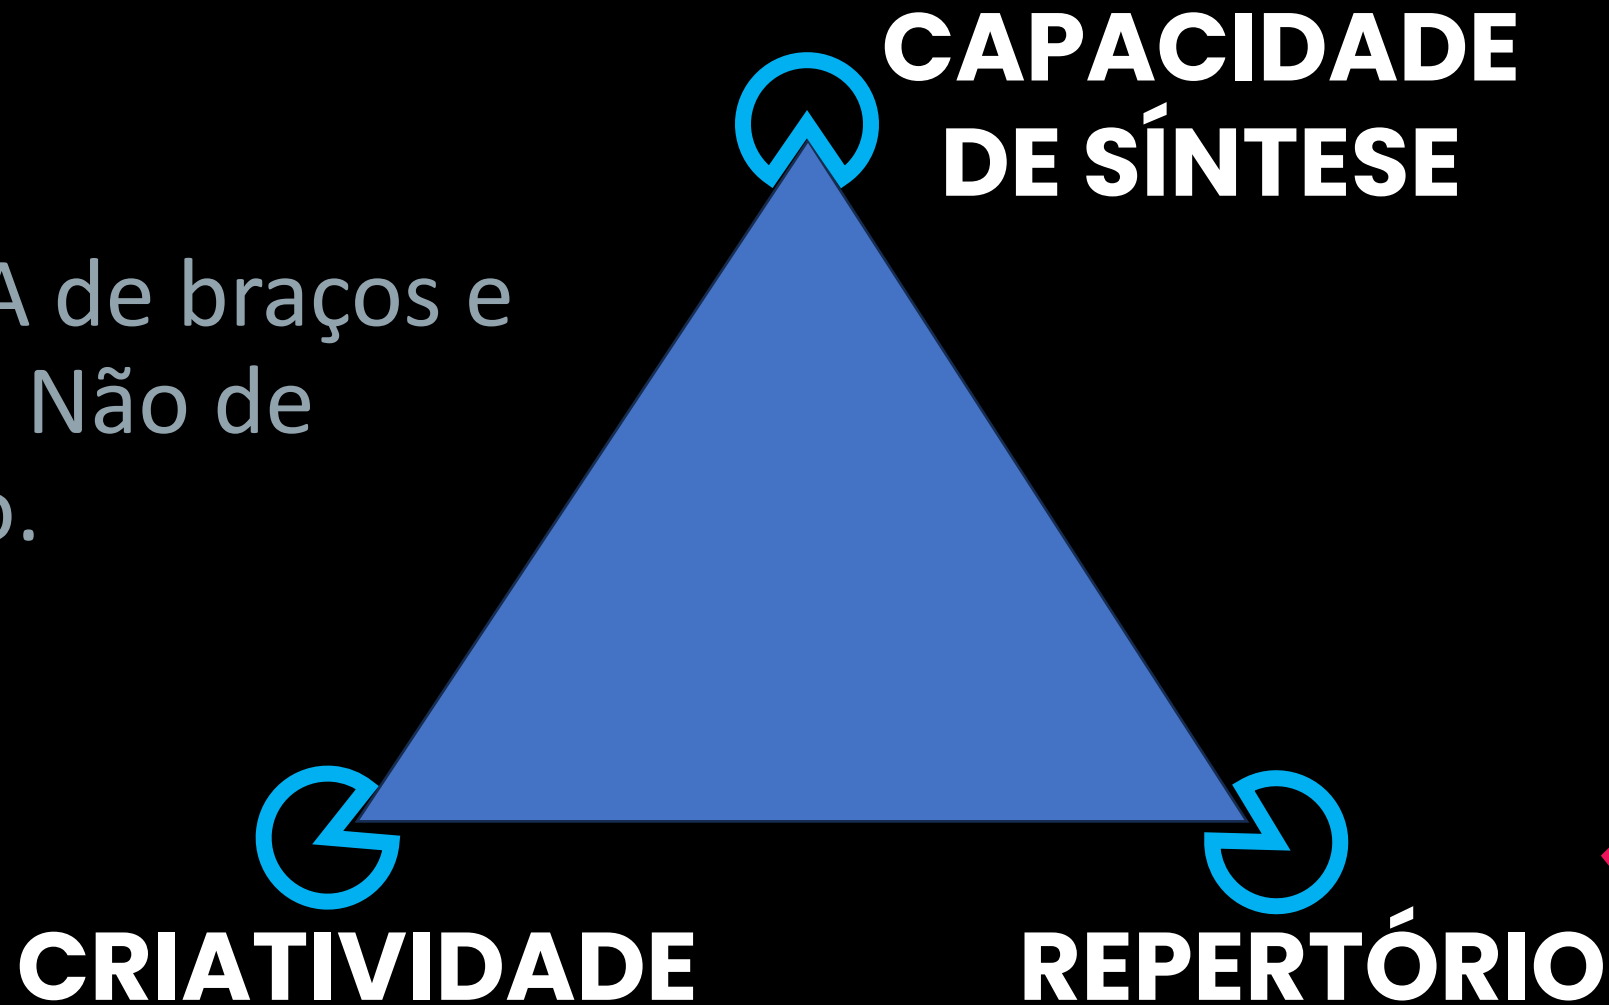 CAPACIDADE
DE SÍNTESE
A de braços e
Não de
o.
CRIATIVIDADE
REPERTÓRIO